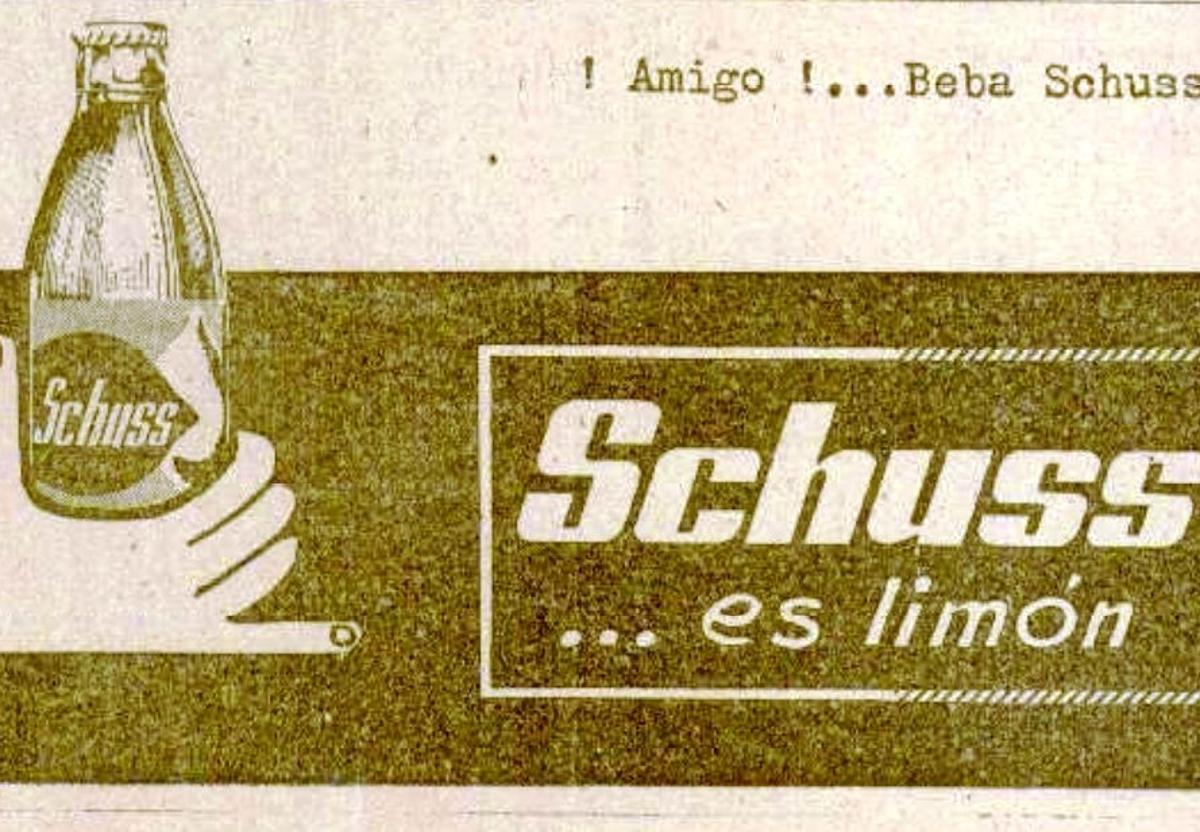 ! Amigo !...Beba Schuss
Schuss
Schuss
... es limón